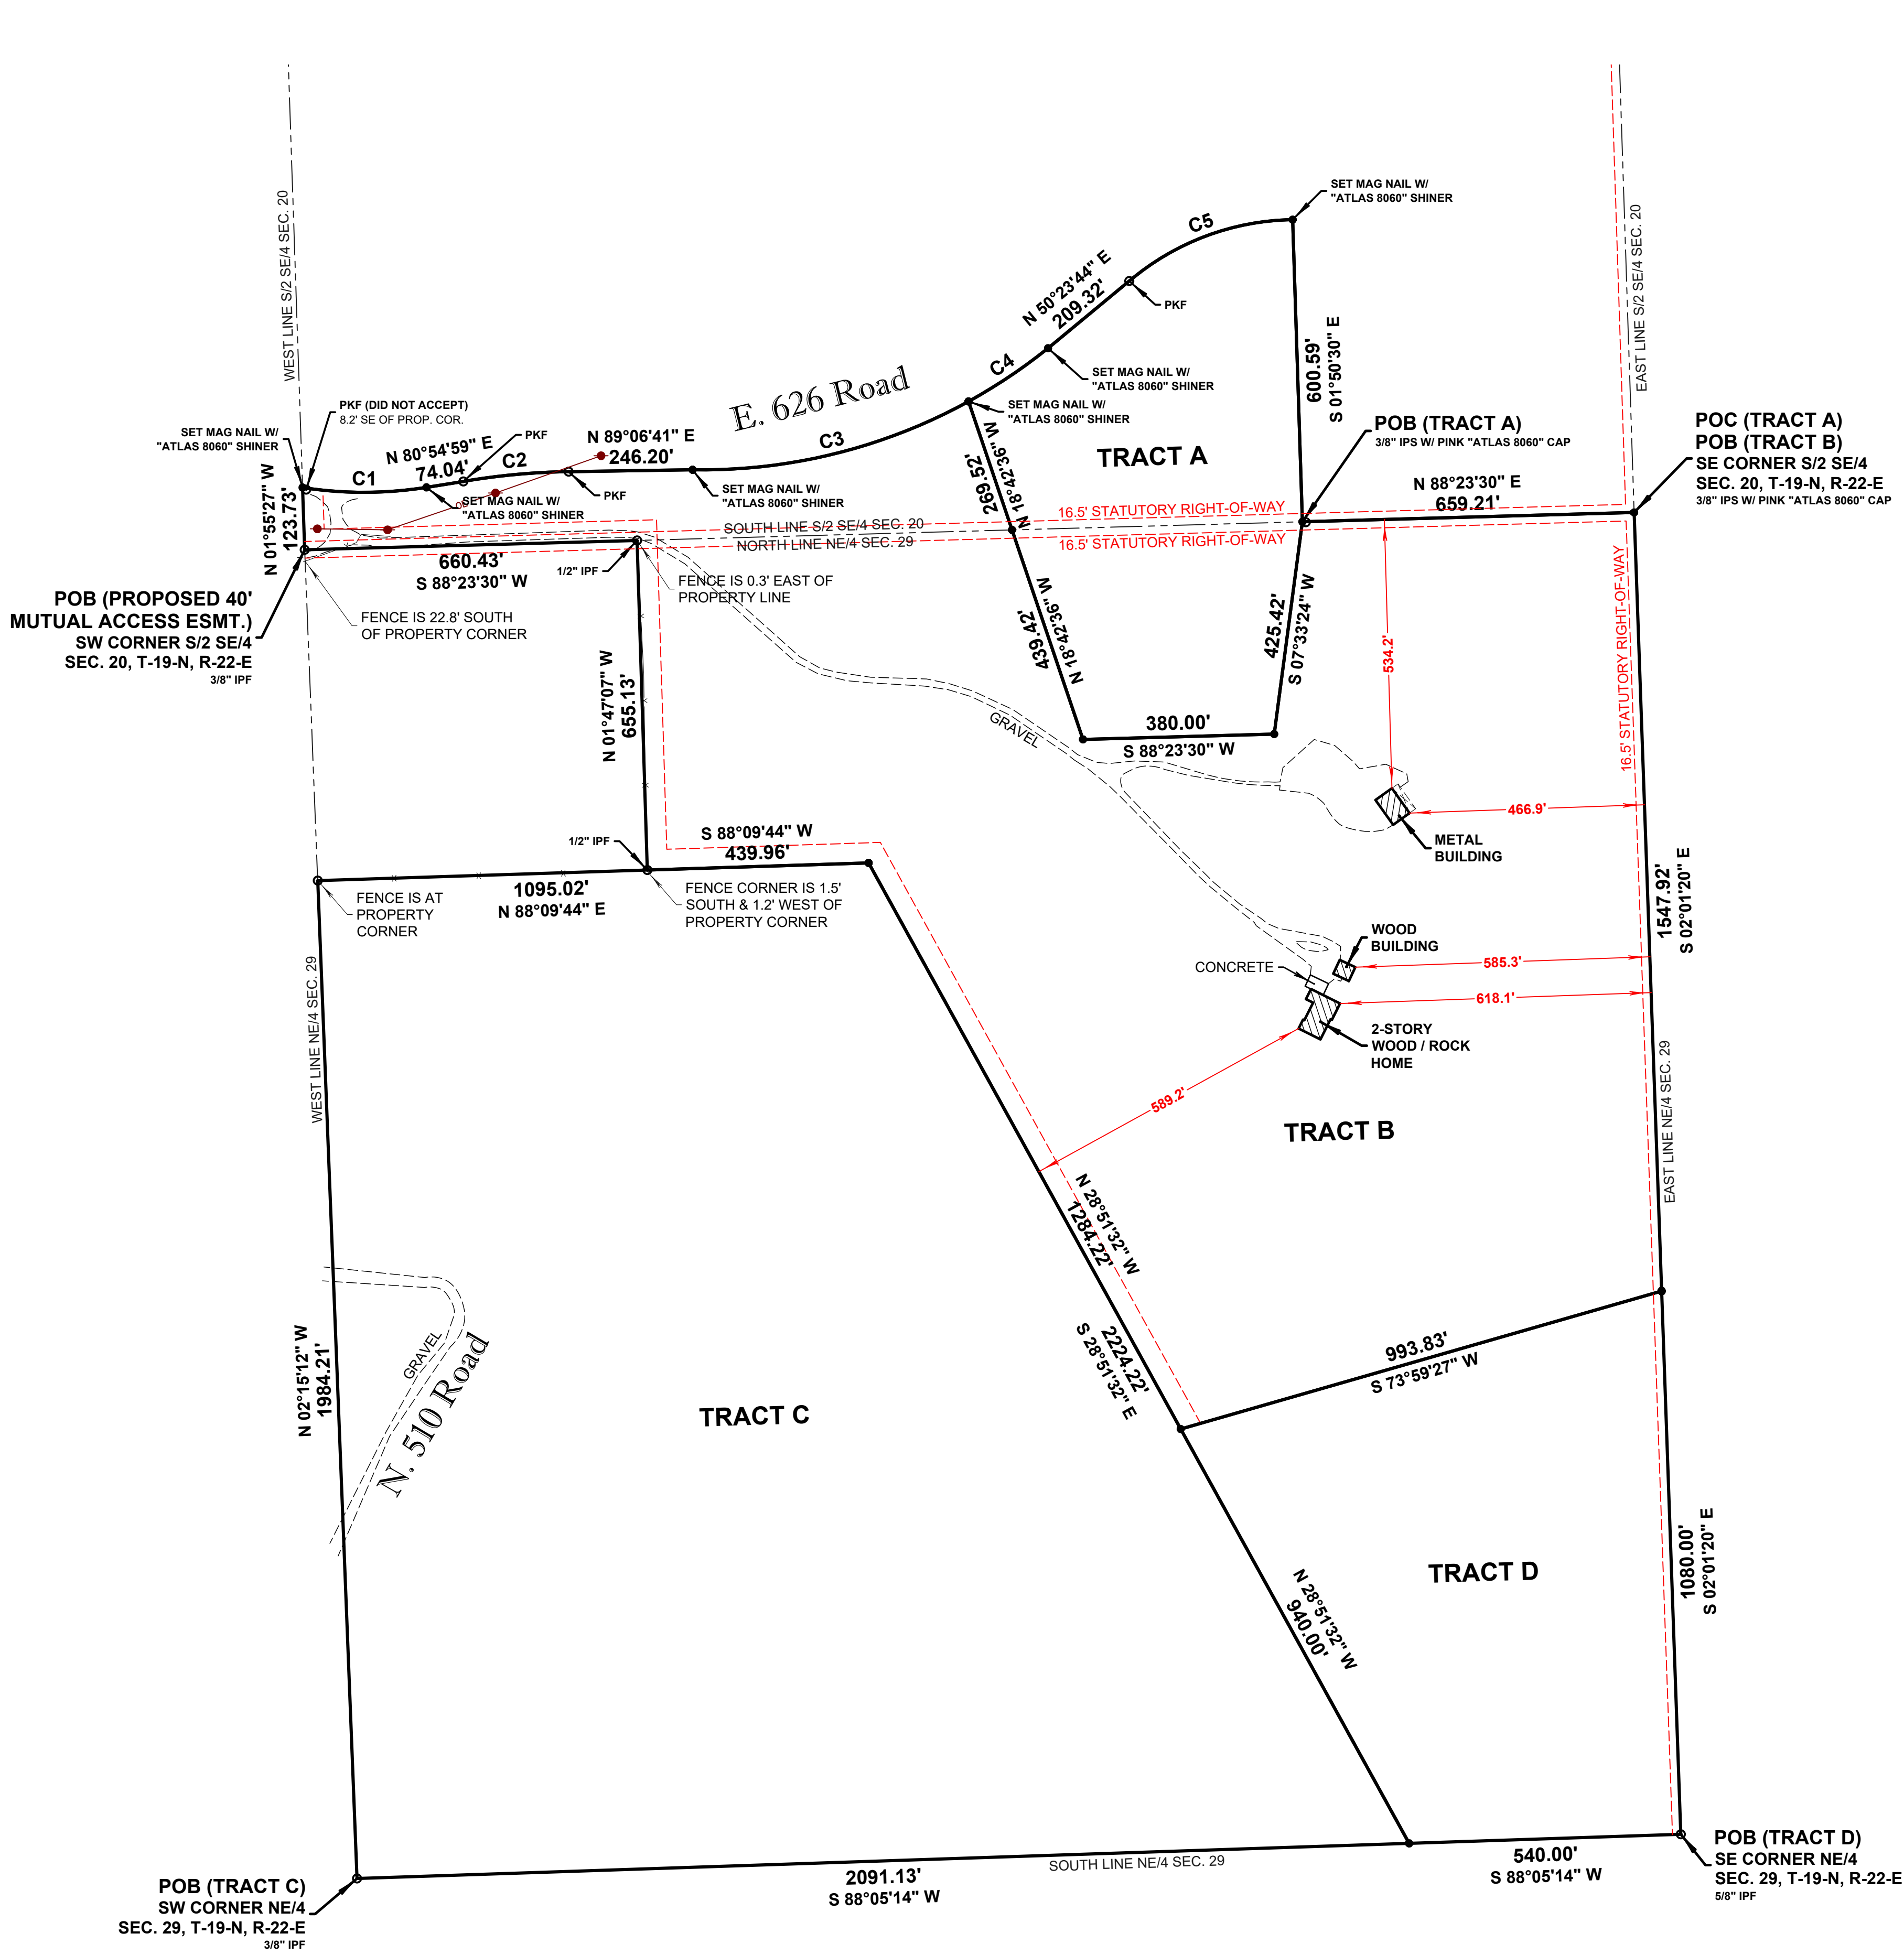 WEST LINE S/2 SE/4 SEC. 20
EAST LINE S/2 SE/4 SEC. 20
SET MAG NAIL W/
"ATLAS 8060" SHINER
C5
N 50°23'44" E
209.32'
PKF
SET MAG NAIL W/
"ATLAS 8060" SHINER
C4
E. 626 Road
SET MAG NAIL W/
"ATLAS 8060" SHINER
C3
600.59'
S 01°50'30" E
PKF (DID NOT ACCEPT)
8.2' SE OF PROP. COR.
SET MAG NAIL W/
"ATLAS 8060" SHINER
N 01°55'27" W
123.73'
C1
N 80°54'59" E
74.04'
PKF
C2
N 89°06'41" E
246.20'
PKF
SET MAG NAIL W/
"ATLAS 8060" SHINER
SET MAG NAIL W/
"ATLAS 8060" SHINER
TRACT A
N 18°42'36" W
269.52'
POB (TRACT A)
3/8" IPS W/ PINK "ATLAS 8060" CAP
N 88°23'30" E
659.21'
POC (TRACT A)
POB (TRACT B)
SE CORNER S/2 SE/4
SEC. 20, T-19-N, R-22-E
3/8" IPS W/ PINK "ATLAS 8060" CAP
16.5' STATUTORY RIGHT-OF-WAY
SOUTH LINE S/2 SE/4 SEC. 20
NORTH LINE NE/4 SEC. 29
16.5' STATUTORY RIGHT-OF-WAY
660.43'
S 88°23'30" W
1/2" IPF
FENCE IS 0.3' EAST OF
PROPERTY LINE
POB (PROPOSED 40'
MUTUAL ACCESS ESMT.)
SW CORNER S/2 SE/4
SEC. 20, T-19-N, R-22-E
3/8" IPF
FENCE IS 22.8' SOUTH
OF PROPERTY CORNER
N 18°42'36" W
439.42'
425.42'
S 07°33'24" W
534.2'
16.5' STATUTORY RIGHT-OF-WAY
N 01°47'07" W
655.13'
GRAVEL
380.00'
S 88°23'30" W
466.9'
METAL
BUILDING
1/2" IPF
S 88°09'44" W
439.96'
1095.02'
N 88°09'44" E
FENCE IS AT
PROPERTY
CORNER
FENCE CORNER IS 1.5'
SOUTH & 1.2' WEST OF
PROPERTY CORNER
1547.92'
S 02°01'20" E
WOOD
BUILDING
CONCRETE
585.3'
618.1'
2-STORY
WOOD / ROCK
HOME
WEST LINE NE/4 SEC. 29
EAST LINE NE/4 SEC. 29
589.2'
TRACT B
N 28°51'32" W
1284.22'
2224.22'
S 28°51'32" E
993.83'
S 73°59'27" W
N 02°15'12" W
1984.21'
GRAVEL
N. 510 Road
TRACT C
TRACT D
1080.00'
S 02°01'20" E
N 28°51'32" W
940.00'
POB (TRACT C)
SW CORNER NE/4
SEC. 29, T-19-N, R-22-E
3/8" IPF
2091.13'
S 88°05'14" W
SOUTH LINE NE/4 SEC. 29
540.00'
S 88°05'14" W
POB (TRACT D)
SE CORNER NE/4
SEC. 29, T-19-N, R-22-E
5/8" IPF